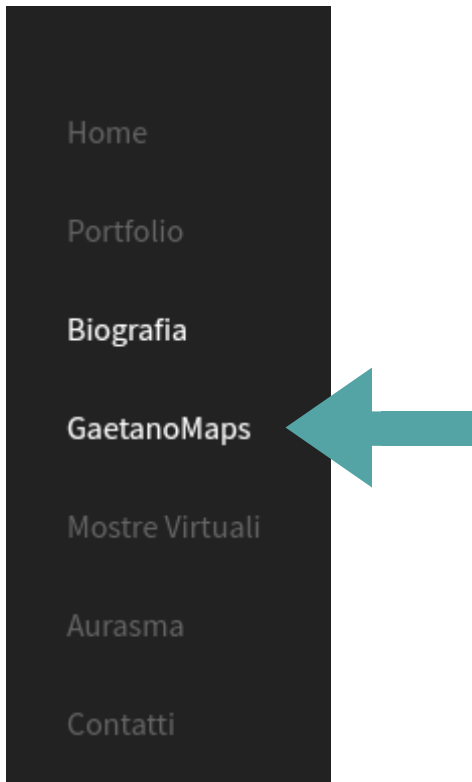 Home
Portfolio
Biografia
GaetanoMaps
Mostre Virtuali
Aurasma
Contatti